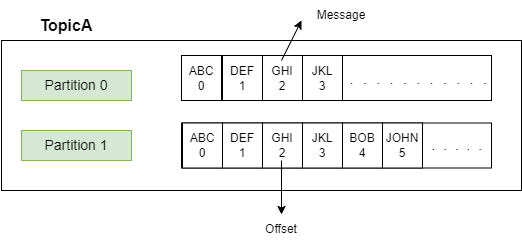 Message
TopicA
Partition 0
ABC DEF GHI JKL
0 1 2 3 . . . . . . . . . . .
Partition 1
ABC DEF GHI JKL BOB JOHN
0 1 2 3 4 5 . . . . .
Offset